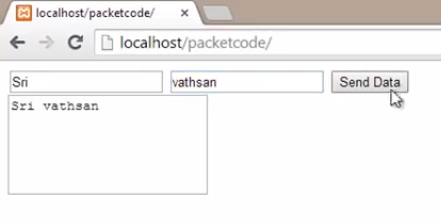 localhost/packetcode/
localhost/packetcode/
Sri vathsan Send Data
Sri vathsan